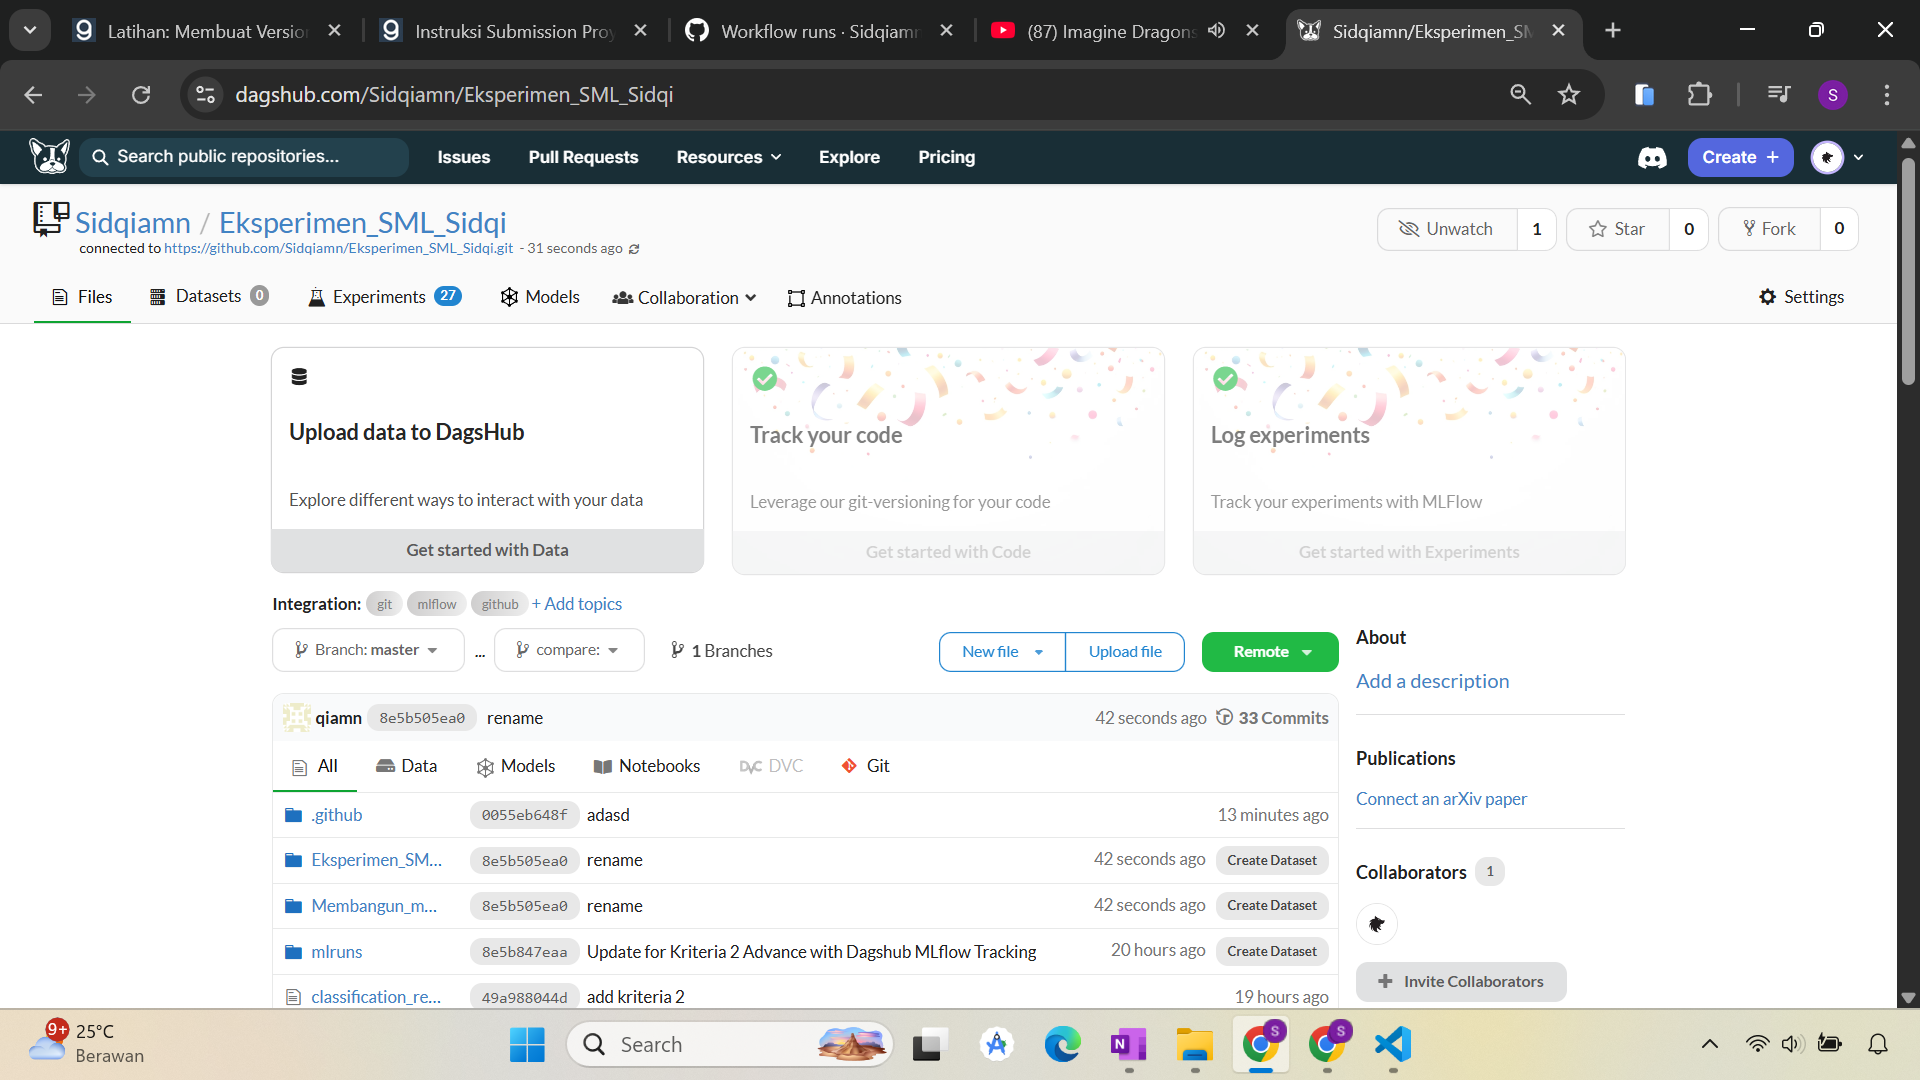 Latihan: Membuat Version
Instruksi Submission Proy
Workflow runs · Sidqiamn
(87) Imagine Dragons
Sidqiamn/Eksperimen_SM
dagshub.com/Sidqiamn/Eksperimen_SML_Sidqi
S
Search public repositories...
Issues
Pull Requests
Resources
Explore
Pricing
Create +
Sidqiamn / Eksperimen_SML_Sidqi
connected to https://github.com/Sidqiamn/Eksperimen_SML_Sidqi.git - 31 seconds ago
Unwatch 1
Star 0
Fork 0
Files
Datasets 0
Experiments 27
Models
Collaboration
Annotations
Settings
Upload data to DagsHub
Explore different ways to interact with your data
Get started with Data
Track your code
Leverage our git-versioning for your code
Get started with Code
Log experiments
Track your experiments with MLFlow
Get started with Experiments
Integration: git mlflow github + Add topics
Branch: master
...
compare:
1 Branches
New file
Upload file
Remote
qiamn 8e5b505ea0 rename 42 seconds ago 33 Commits
All
Data
Models
Notebooks
DVC DVC
Git
.github 0055eb648f adasd 13 minutes ago
Eksperimen_SM... 8e5b505ea0 rename 42 seconds ago Create Dataset
Membangun_m... 8e5b505ea0 rename 42 seconds ago Create Dataset
mlruns 8e5b847eaa Update for Kriteria 2 Advance with Dagshub MLflow Tracking 20 hours ago Create Dataset
classification_re... 49a988044d add kriteria 2 19 hours ago
About
Add a description
Publications
Connect an arXiv paper
Collaborators 1
+ Invite Collaborators
9+
25°C
Berawan
Search
N
S
S